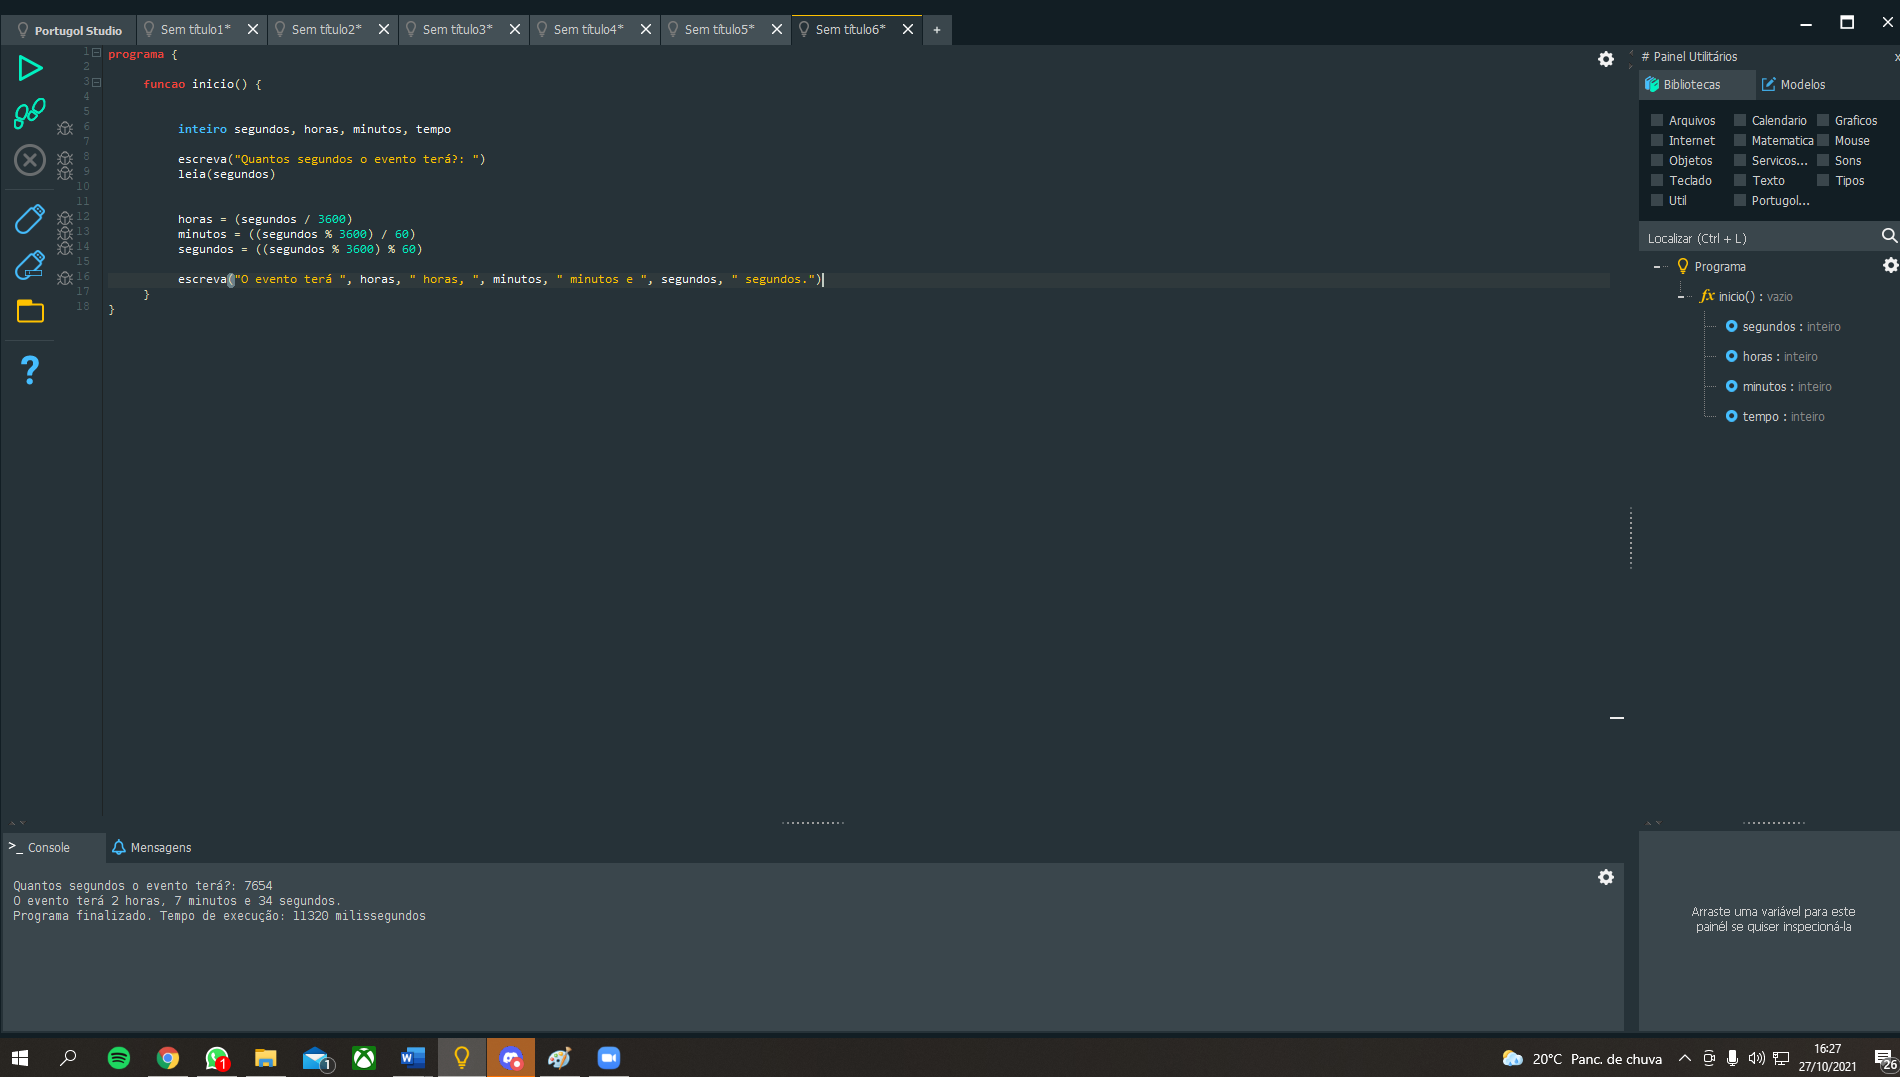 Portugol Studio
Sem título1*
Sem título2*
Sem título3*
Sem título4*
Sem título5*
Sem título6*
+
1 programa {
2
3 funcao inicio() {
4
5
6 inteiro segundos, horas, minutos, tempo
7
8 escreva("Quantos segundos o evento terá?: ")
9 leia(segundos)
10
11
12 horas = (segundos / 3600)
13 minutos = ((segundos % 3600) / 60)
14 segundos = ((segundos % 3600) % 60)
15
16 escreva("O evento terá ", horas, " horas, ", minutos, " minutos e ", segundos, " segundos.")
17 }
18 }
# Painel Utilitários
Bibliotecas Modelos
Arquivos Calendario Graficos
Internet Matematica Mouse
Objetos Servicos... Sons
Teclado Texto Tipos
Util Portugol...
Localizar (Ctrl + L)
Programa
fx inicio() : vazio
segundos : inteiro
horas : inteiro
minutos : inteiro
tempo : inteiro
>_ Console Mensagens
Quantos segundos o evento terá?: 7654
O evento terá 2 horas, 7 minutos e 34 segundos.
Programa finalizado. Tempo de execução: 11320 milissegundos
Arraste uma variável para este
painél se quiser inspecioná-la
1
1
20°C Panc. de chuva
16:27
27/10/2021
26